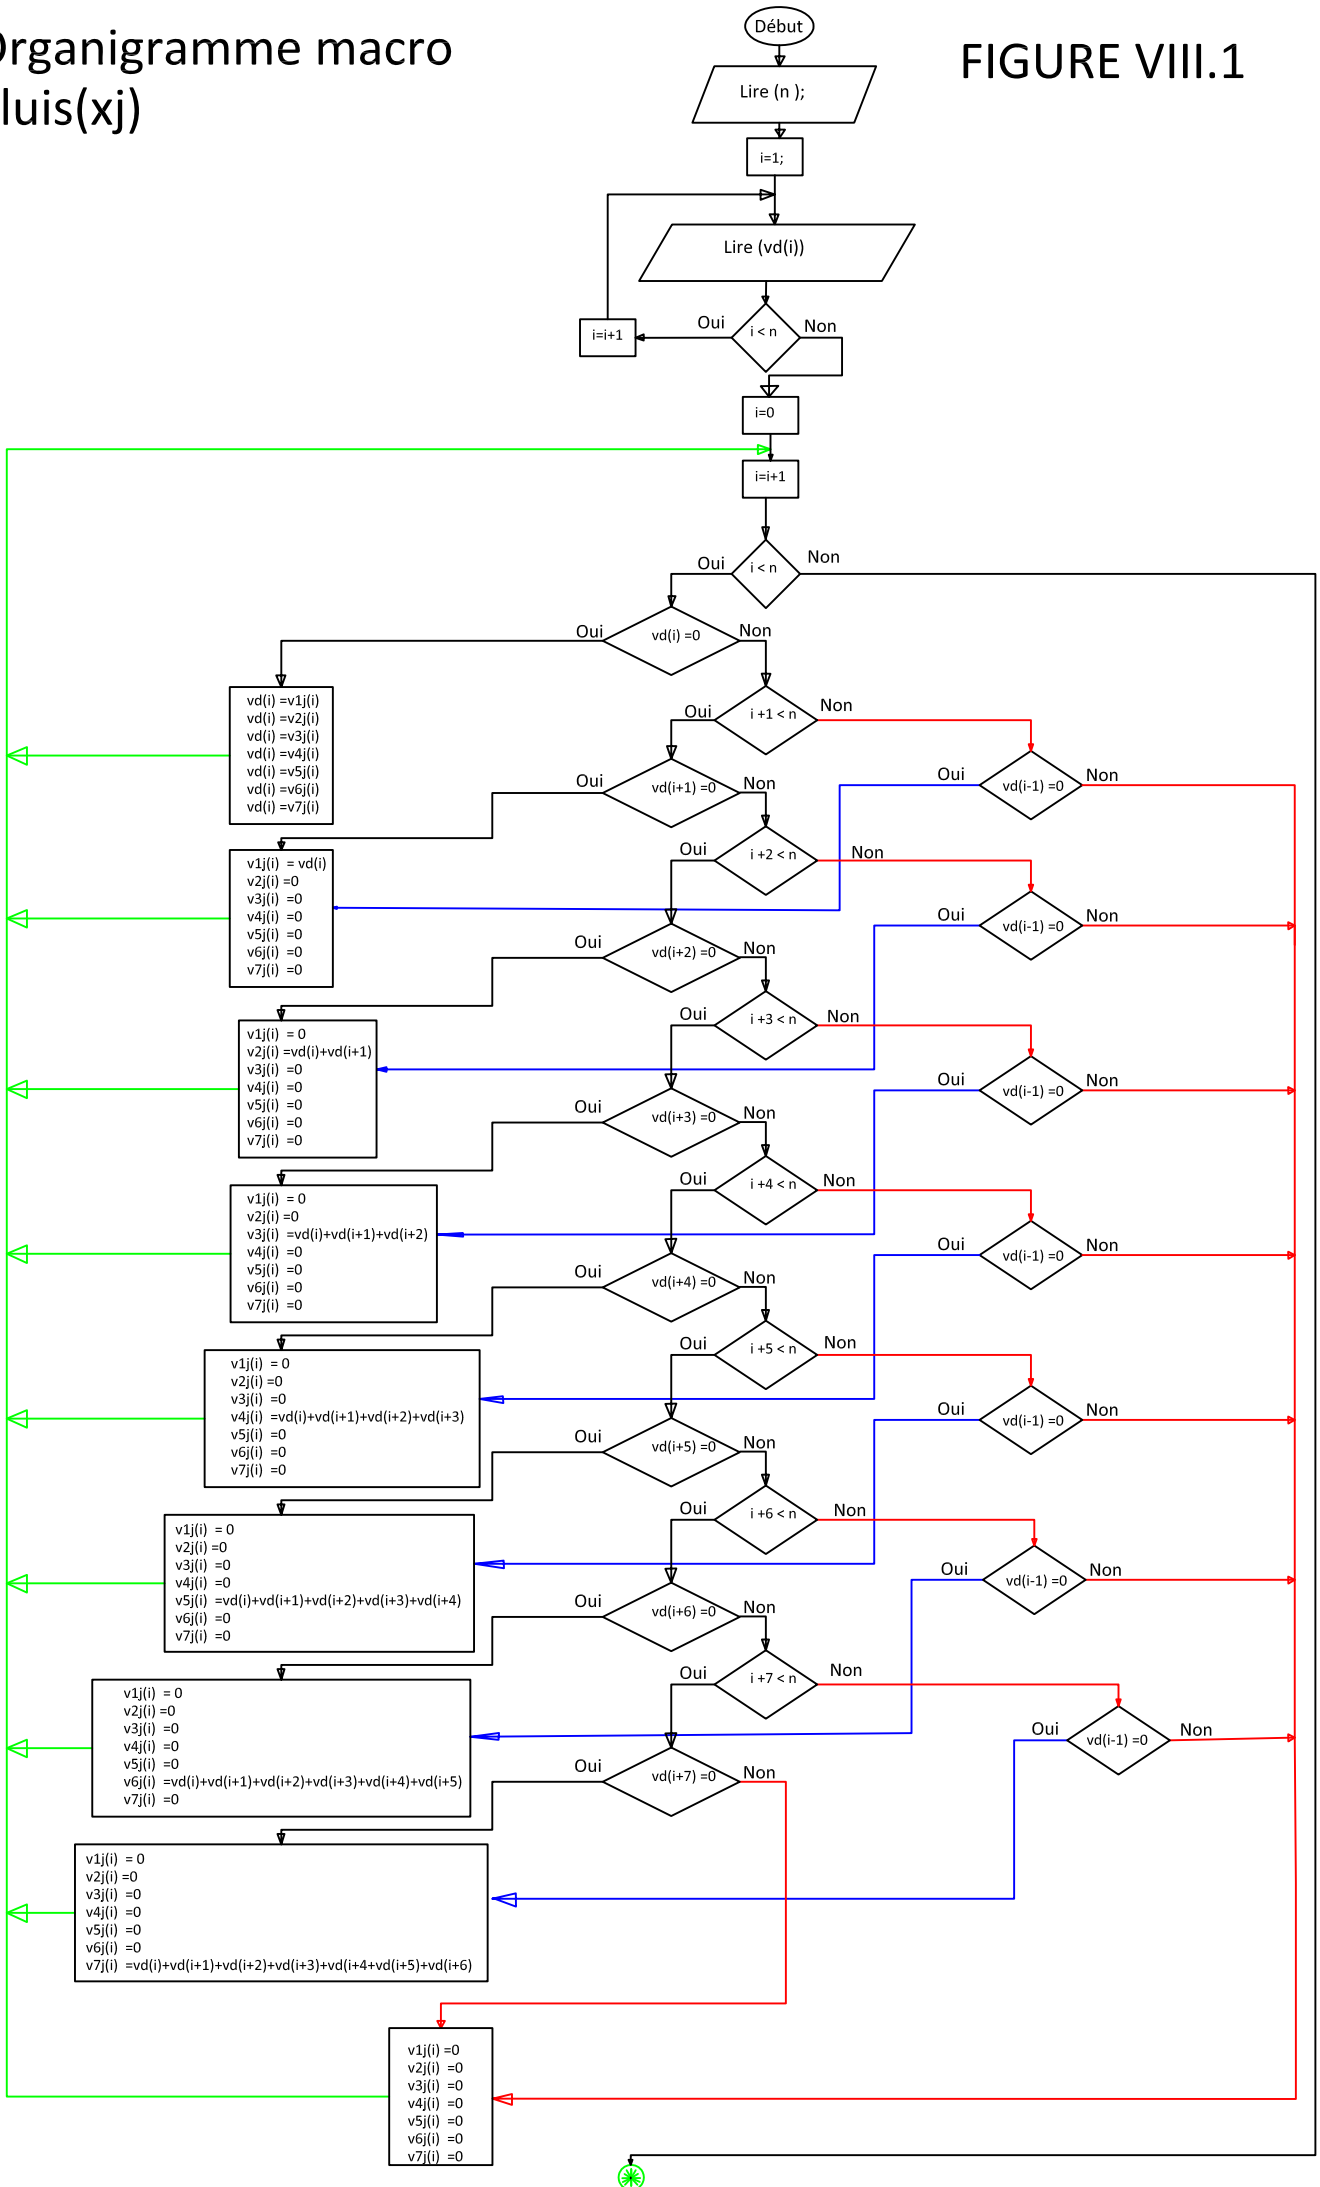 Organigramme macro
luis(xj)
FIGURE VIII.1
Début
Lire (n );
i=1;
Lire (vd(i))
i < n
Oui
Non
i=i+1
i=0
i=i+1
i < n
Oui
Non
vd(i) =0
Oui
Non
vd(i) =v1j(i)
vd(i) =v2j(i)
vd(i) =v3j(i)
vd(i) =v4j(i)
vd(i) =v5j(i)
vd(i) =v6j(i)
vd(i) =v7j(i)
i +1 < n
Oui
Non
vd(i-1) =0
Oui
Non
vd(i+1) =0
Oui
Non
v1j(i) = vd(i)
v2j(i) =0
v3j(i) =0
v4j(i) =0
v5j(i) =0
v6j(i) =0
v7j(i) =0
i +2 < n
Oui
Non
vd(i-1) =0
Oui
Non
vd(i+2) =0
Oui
Non
v1j(i) = 0
v2j(i) =vd(i)+vd(i+1)
v3j(i) =0
v4j(i) =0
v5j(i) =0
v6j(i) =0
v7j(i) =0
i +3 < n
Oui
Non
vd(i-1) =0
Oui
Non
vd(i+3) =0
Oui
Non
v1j(i) = 0
v2j(i) =0
v3j(i) =vd(i)+vd(i+1)+vd(i+2)
v4j(i) =0
v5j(i) =0
v6j(i) =0
v7j(i) =0
i +4 < n
Oui
Non
vd(i-1) =0
Oui
Non
vd(i+4) =0
Oui
Non
v1j(i) = 0
v2j(i) =0
v3j(i) =0
v4j(i) =vd(i)+vd(i+1)+vd(i+2)+vd(i+3)
v5j(i) =0
v6j(i) =0
v7j(i) =0
i +5 < n
Oui
Non
vd(i-1) =0
Oui
Non
vd(i+5) =0
Oui
Non
v1j(i) = 0
v2j(i) =0
v3j(i) =0
v4j(i) =0
v5j(i) =vd(i)+vd(i+1)+vd(i+2)+vd(i+3)+vd(i+4)
v6j(i) =0
v7j(i) =0
i +6 < n
Oui
Non
vd(i-1) =0
Oui
Non
vd(i+6) =0
Oui
Non
v1j(i) = 0
v2j(i) =0
v3j(i) =0
v4j(i) =0
v5j(i) =0
v6j(i) =vd(i)+vd(i+1)+vd(i+2)+vd(i+3)+vd(i+4)+vd(i+5)
v7j(i) =0
i +7 < n
Oui
Non
vd(i-1) =0
Oui
Non
vd(i+7) =0
Oui
Non
v1j(i) = 0
v2j(i) =0
v3j(i) =0
v4j(i) =0
v5j(i) =0
v6j(i) =0
v7j(i) =vd(i)+vd(i+1)+vd(i+2)+vd(i+3)+vd(i+4+vd(i+5)+vd(i+6)
v1j(i) =0
v2j(i) =0
v3j(i) =0
v4j(i) =0
v5j(i) =0
v6j(i) =0
v7j(i) =0